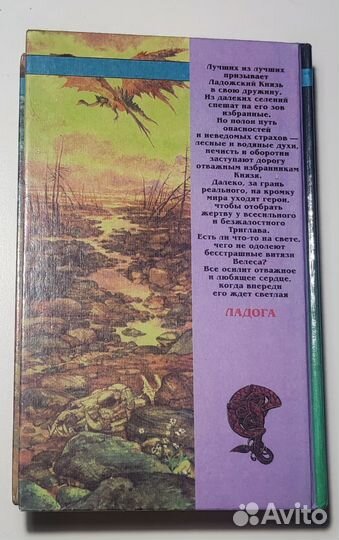 Лучших из лучших
призывает
Ладожский Князь
в свою дружину.
Из далеких селений
спешат на его зов
избранные.
Но полон путь
опасностей
и неведомых страхов —
лесные и водяные духи,
нечисть и оборотни
заступают дорогу
отважным избранникам
Князя.
Далеко, за грань
реального, на кромку
мира уходят герои,
чтобы отобрать
жертву у всесильного
и безжалостного
Триглава.
Есть ли что-то на свете,
чего не одолеют
бесстрашные витязи
Велеса?
Все осилит отважное
и любящее сердце,
когда впереди
его ждет светлая
ЛАДОГА
Avito